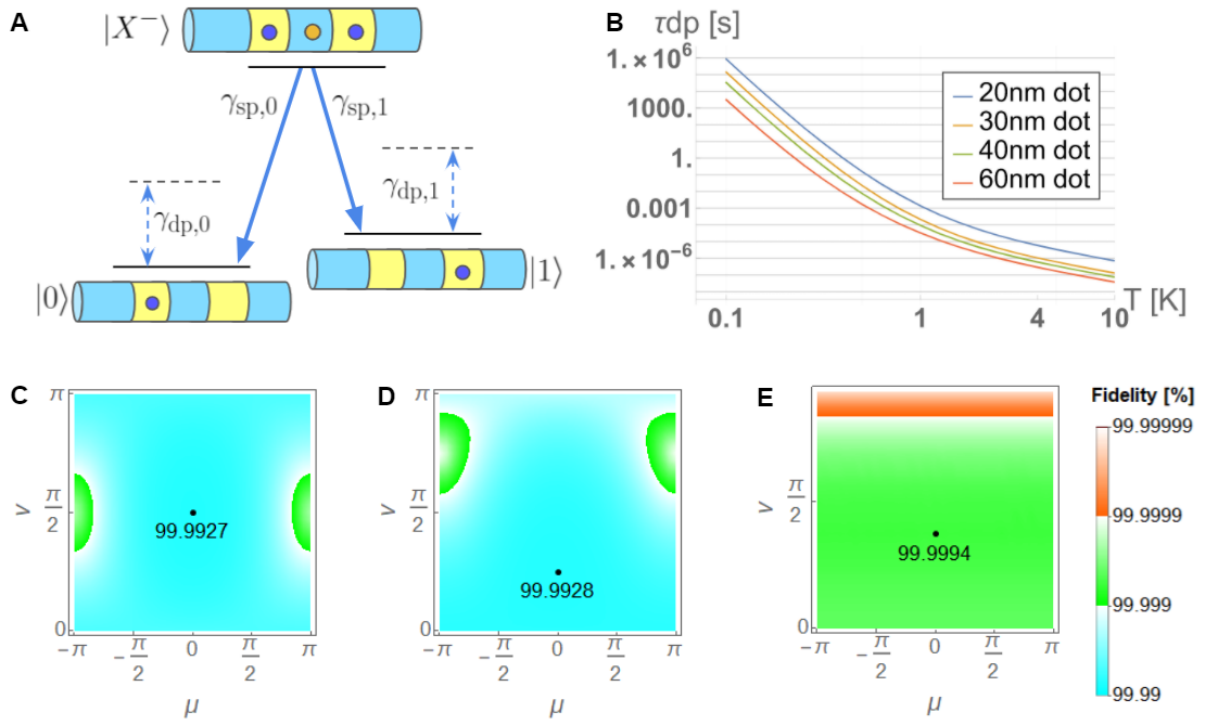 A
|X⁻⟩
γsp,0
γsp,1
γdp,0
γdp,1
|0⟩
|1⟩
B
τdp [s]
1.×10⁶
1000.
1.
0.001
1.×10⁻⁶
20nm dot
30nm dot
40nm dot
60nm dot
T [K]
0.1
1
4
10
C
π
ν
π/2
0
99.9927
-π
-π/2
0
π/2
π
μ
D
π
ν
π/2
0
99.9928
-π
-π/2
0
π/2
π
μ
E
π/2
ν
0
99.9994
-π
-π/2
0
π/2
π
μ
Fidelity [%]
99.99999
99.9999
99.999
99.99